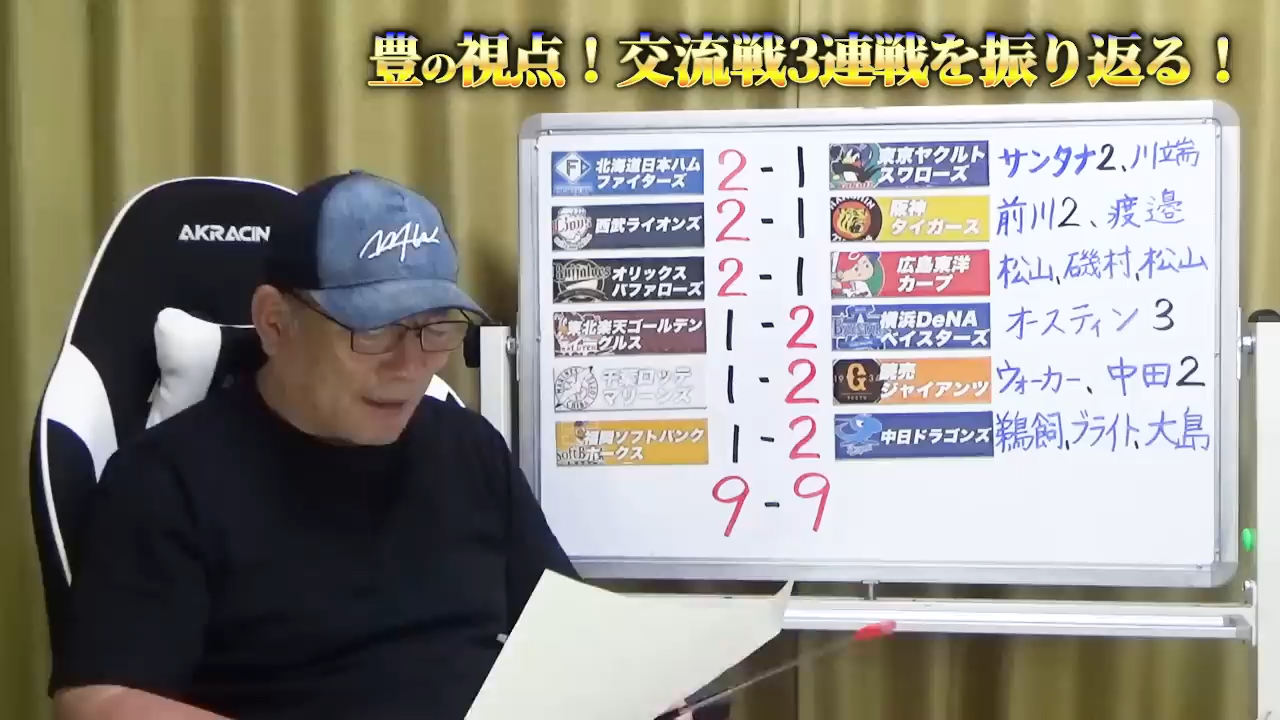 豊の視点！交流戦3連戦を振り返る！
AKRACIN
北海道日本ハム
ファイターズ
2-1
東京ヤクルト
スワローズ
サンタナ2、川端
Lions
西武ライオンズ
2-1
阪神
タイガース
前川2、渡邉
Buffaloes
オリックス
バファローズ
2-1
広島東洋
カープ
松山、磯村、松山
東北楽天ゴールデン
イーグルス
1-2
横浜DeNA
ベイスターズ
オースティン3
千葉ロッテ
マリーンズ
1-2
G
読売
ジャイアンツ
ウォーカー、中田2
福岡ソフトバンク
ホークス
1-2
中日ドラゴンズ
鵜飼、ブライト、大島
9-9